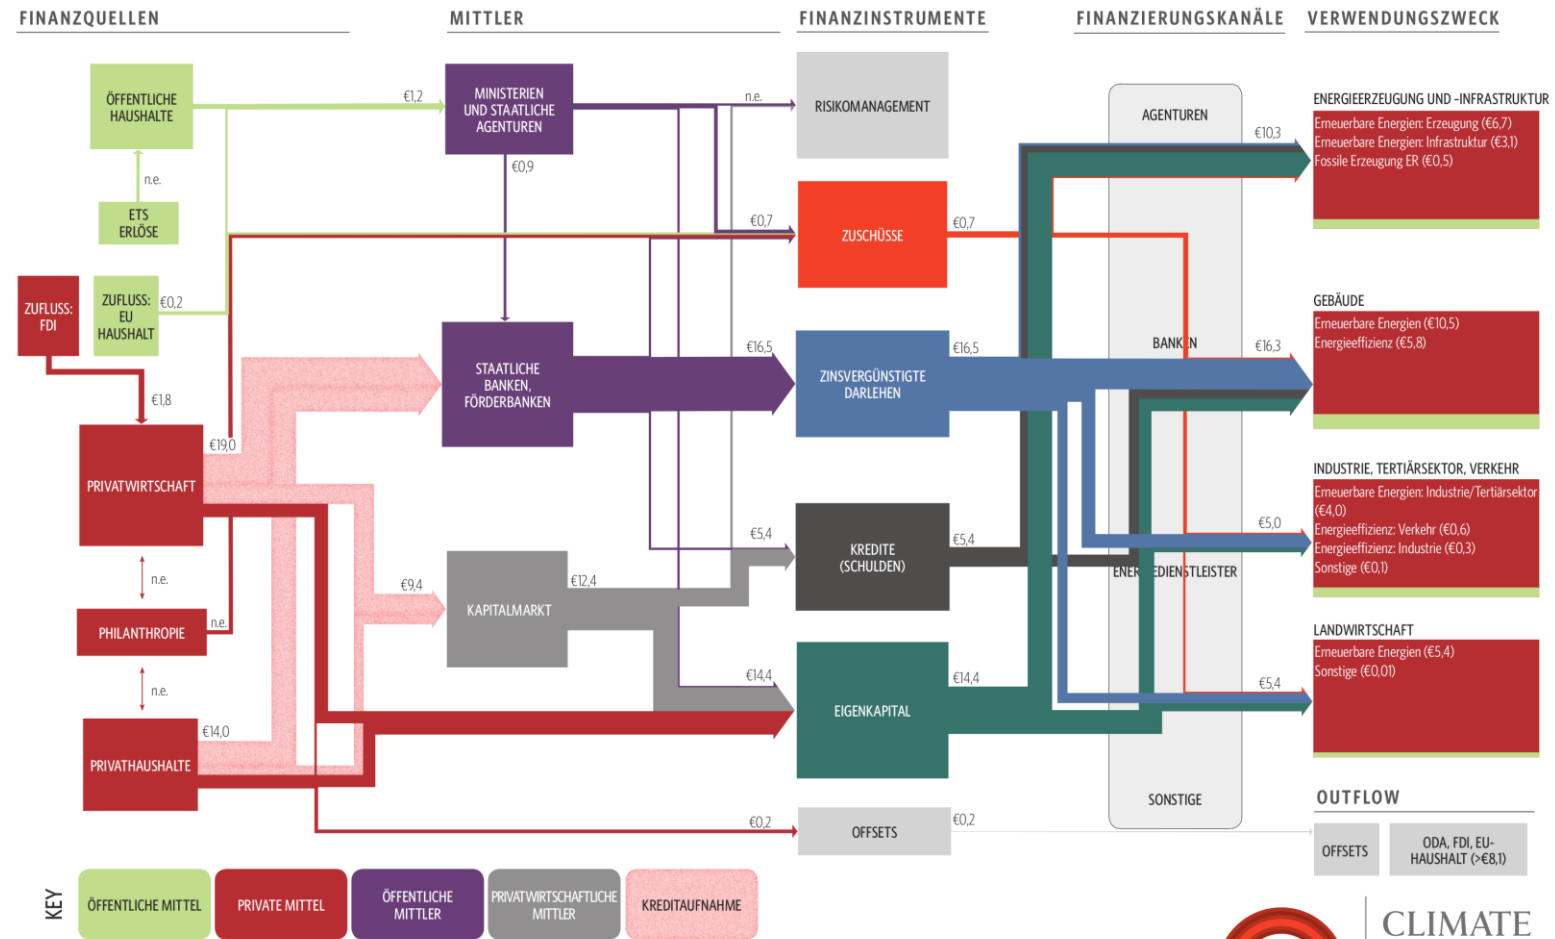 FINANZQUELLEN
MITTLER
FINANZINSTRUMENTE
FINANZIERUNGSKANÄLE
VERWENDUNGSZWECK
ÖFFENTLICHE
HAUSHALTE
€1,2
n.e.
ETS
ERLÖSE
ZUFLUSS:
FDI
ZUFLUSS:
EU
HAUSHALT
€0,2
€1,8
PRIVATWIRTSCHAFT
€19,0
n.e.
PHILANTHROPIE
n.e.
n.e.
PRIVATHAUSHALTE
€14,0
MINISTERIEN
UND STAATLICHE
AGENTUREN
€0,9
STAATLICHE
BANKEN,
FÖRDERBANKEN
€9,4
KAPITALMARKT
€12,4
n.e.
€0,7
€16,5
€5,4
€14,4
€0,2
RISIKOMANAGEMENT
ZUSCHÜSSE
€0,7
ZINSVERGÜNSTIGTE
DARLEHEN
€16,5
KREDITE
(SCHULDEN)
€5,4
EIGENKAPITAL
€14,4
OFFSETS
€0,2
AGENTUREN
BANKEN
ENERGIEDIENSTLEISTER
SONSTIGE
€10,3
€16,3
€5,0
€5,4
ENERGIEERZEUGUNG UND -INFRASTRUKTUR
Erneuerbare Energien: Erzeugung (€6,7)
Erneuerbare Energien: Infrastruktur (€3,1)
Fossile Erzeugung ER (€0,5)
GEBÄUDE
Erneuerbare Energien (€10,5)
Energieeffizienz (€5,8)
INDUSTRIE, TERTIÄRSEKTOR, VERKEHR
Erneuerbare Energien: Industrie/Tertiärsektor
(€4,0)
Energieeffizienz: Verkehr (€0,6)
Energieeffizienz: Industrie (€0,3)
Sonstige (€0,1)
LANDWIRTSCHAFT
Erneuerbare Energien (€5,4)
Sonstige (€0,01)
OUTFLOW
OFFSETS
ODA, FDI, EU-
HAUSHALT (>€8,1)
KEY
ÖFFENTLICHE MITTEL
PRIVATE MITTEL
ÖFFENTLICHE
MITTLER
PRIVATWIRTSCHAFTLICHE
MITTLER
KREDITAUFNAHME
CLIMATE